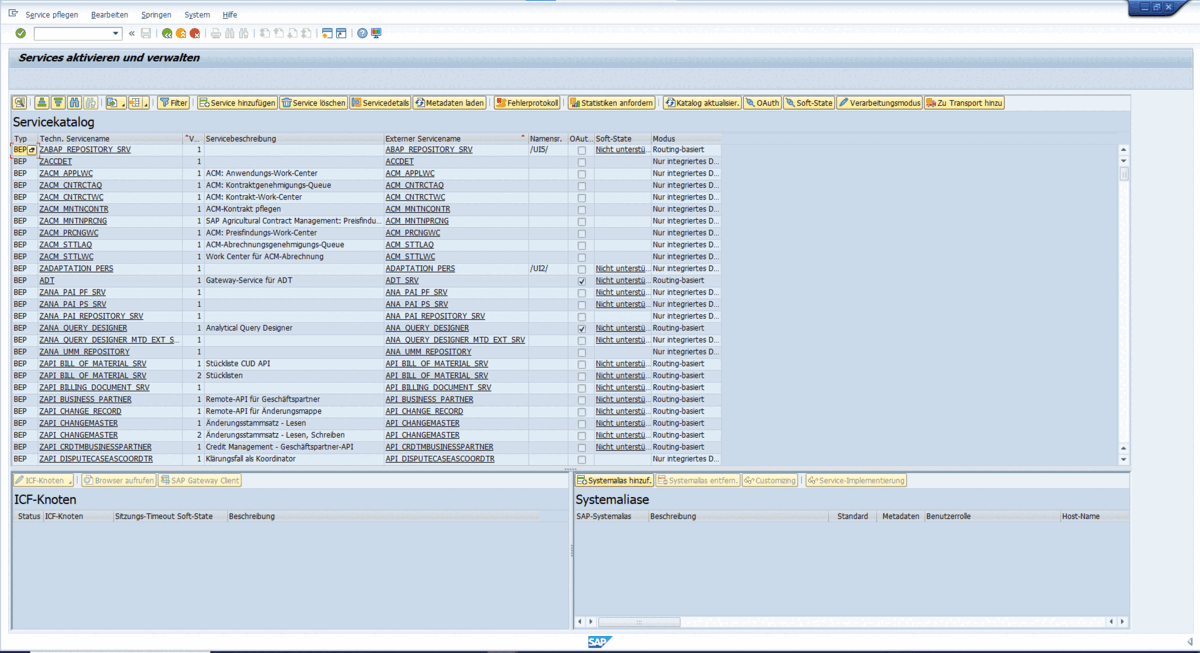 Service pflegen Bearbeiten Springen System Hilfe
Services aktivieren und verwalten
Filter Service hinzufügen Service löschen Servicedetails Metadaten laden Fehlerprotokoll Statistiken anfordern Katalog aktualisier. OAuth Soft-State Verarbeitungsmodus Zu Transport hinzu
Servicekatalog
Typ Techn. Servicename V... Servicebeschreibung Externer Servicename Namensr. OAut... Soft-State Modus
BEP ZABAP_REPOSITORY_SRV 1 ABAP_REPOSITORY_SRV /UI5/ Nicht unterstü... Routing-basiert
BEP ZACCDET 1 ACCDET Nur integriertes D...
BEP ZACM_APPLWC 1 ACM: Anwendungs-Work-Center ACM_APPLWC Nur integriertes D...
BEP ZACM_CNTRCTAQ 1 ACM: Kontraktgenehmigungs-Queue ACM_CNTRCTAQ Nur integriertes D...
BEP ZACM_CNTRCTWC 1 ACM: Kontrakt-Work-Center ACM_CNTRCTWC Nur integriertes D...
BEP ZACM_MNTNCONTR 1 ACM-Kontrakt pflegen ACM_MNTNCONTR Nur integriertes D...
BEP ZACM_MNTNPRCNG 1 SAP Agricultural Contract Management: Preisfindu... ACM_MNTNPRCNG Nur integriertes D...
BEP ZACM_PRCNGWC 1 ACM: Preisfindungs-Work-Center ACM_PRCNGWC Nur integriertes D...
BEP ZACM_STTLAQ 1 ACM-Abrechnungsgenehmigungs-Queue ACM_STTLAQ Nur integriertes D...
BEP ZACM_STTLWC 1 Work Center für ACM-Abrechnung ACM_STTLWC Nur integriertes D...
BEP ZADAPTATION_PERS 1 ADAPTATION_PERS /UI2/ Nicht unterstü... Nur integriertes D...
BEP ADT 1 Gateway-Service für ADT ADT_SRV Nicht unterstü... Routing-basiert
BEP ZANA_PAI_PF_SRV 1 ANA_PAI_PF_SRV Nicht unterstü... Nur integriertes D...
BEP ZANA_PAI_PS_SRV 1 ANA_PAI_PS_SRV Nicht unterstü... Nur integriertes D...
BEP ZANA_PAI_REPOSITORY_SRV 1 ANA_PAI_REPOSITORY_SRV Nur integriertes D...
BEP ZANA_QUERY_DESIGNER 1 Analytical Query Designer ANA_QUERY_DESIGNER Nicht unterstü... Routing-basiert
BEP ZANA_QUERY_DESIGNER_MTD_EXT_S... 1 ANA_QUERY_DESIGNER_MTD_EXT_SRV Nicht unterstü... Nur integriertes D...
BEP ZANA_UMM_REPOSITORY 1 ANA_UMM_REPOSITORY Nur integriertes D...
BEP ZAPI_BILL_OF_MATERIAL_SRV 1 Stückliste CUD API API_BILL_OF_MATERIAL_SRV Nicht unterstü... Routing-basiert
BEP ZAPI_BILL_OF_MATERIAL_SRV 2 Stücklisten API_BILL_OF_MATERIAL_SRV Nicht unterstü... Routing-basiert
BEP ZAPI_BILLING_DOCUMENT_SRV 1 API_BILLING_DOCUMENT_SRV Nicht unterstü... Routing-basiert
BEP ZAPI_BUSINESS_PARTNER 1 Remote-API für Geschäftspartner API_BUSINESS_PARTNER Nicht unterstü... Routing-basiert
BEP ZAPI_CHANGE_RECORD 1 Remote-API für Änderungsmappe API_CHANGE_RECORD Nicht unterstü... Routing-basiert
BEP ZAPI_CHANGEMASTER 1 Änderungsstammsatz - Lesen API_CHANGEMASTER Nicht unterstü... Routing-basiert
BEP ZAPI_CHANGEMASTER 2 Änderungsstammsatz - Lesen, Schreiben API_CHANGEMASTER Nicht unterstü... Routing-basiert
BEP ZAPI_CRDTMBUSINESSPARTNER 1 Credit Management - Geschäftspartner-API API_CRDTMBUSINESSPARTNER Nicht unterstü... Routing-basiert
BEP ZAPI_DISPUTECASEASCOORDTR 1 Klärungsfall als Koordinator API_DISPUTECASEASCOORDTR Nur integriertes D...
ICF-Knoten Browser aufrufen SAP Gateway Client
ICF-Knoten
Status ICF-Knoten Sitzungs-Timeout Soft-State Beschreibung
Systemalias hinzuf. Systemalias entfern. Customizing Service-Implementierung
Systemaliase
SAP-Systemalias Beschreibung Standard Metadaten Benutzerrolle Host-Name
SAP